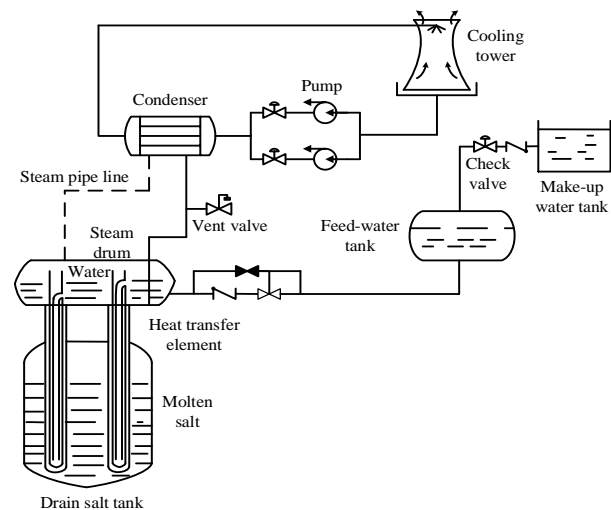 Cooling
tower
Pump
Condenser
Steam pipe line
Check
valve
Make-up
water tank
Vent valve
Feed-water
tank
Steam
drum
Water
Heat transfer
element
Molten
salt
Drain salt tank